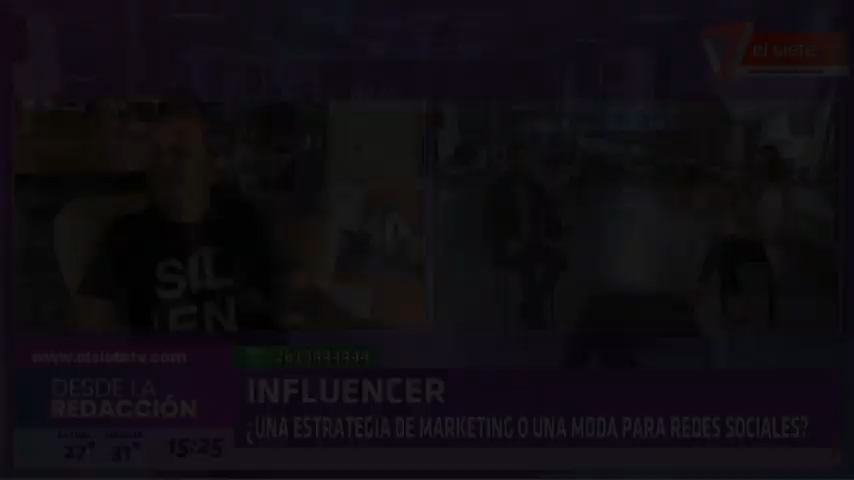 el siete
SIL
EN
www.elsietetv.com
DESDE LA
REDACCIÓN
INFLUENCER
¿UNA ESTRATEGIA DE MARKETING O UNA MODA PARA REDES SOCIALES?
27° 31° 15:25